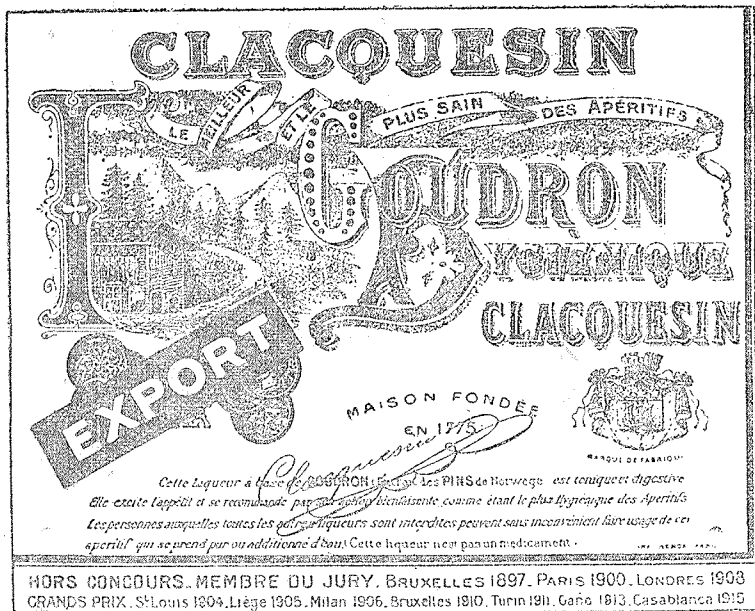 CLACQUESIN
LE MEILLEUR ET LE PLUS SAIN DES APÉRITIFS
GOUDRON
HYGIÉNIQUE
CLACQUESIN
EXPORT
MAISON FONDÉE
EN 1775
Clacquesin
MARQUE DE FABRIQUE
Cette Liqueur à base de GOUDRON extrait des PINS de Norwège est tonique et digestive
Elle excite l'appétit et se recommande par son action bienfaisante, comme étant le plus Hygiénique des Apéritifs
Les personnes auxquelles toutes les autres liqueurs sont interdites peuvent sans inconvénient faire usage de cet
apéritif qui se prend pur ou additionné d'eau. Cette liqueur n'est pas un médicament.
HORS CONCOURS. MEMBRE DU JURY. BRUXELLES 1897. PARIS 1900. LONDRES 1908
GRANDS PRIX. St Louis 1904. Liège 1905. Milan 1906. Bruxelles 1910. Turin 1911. Gand 1913. Casablanca 1915